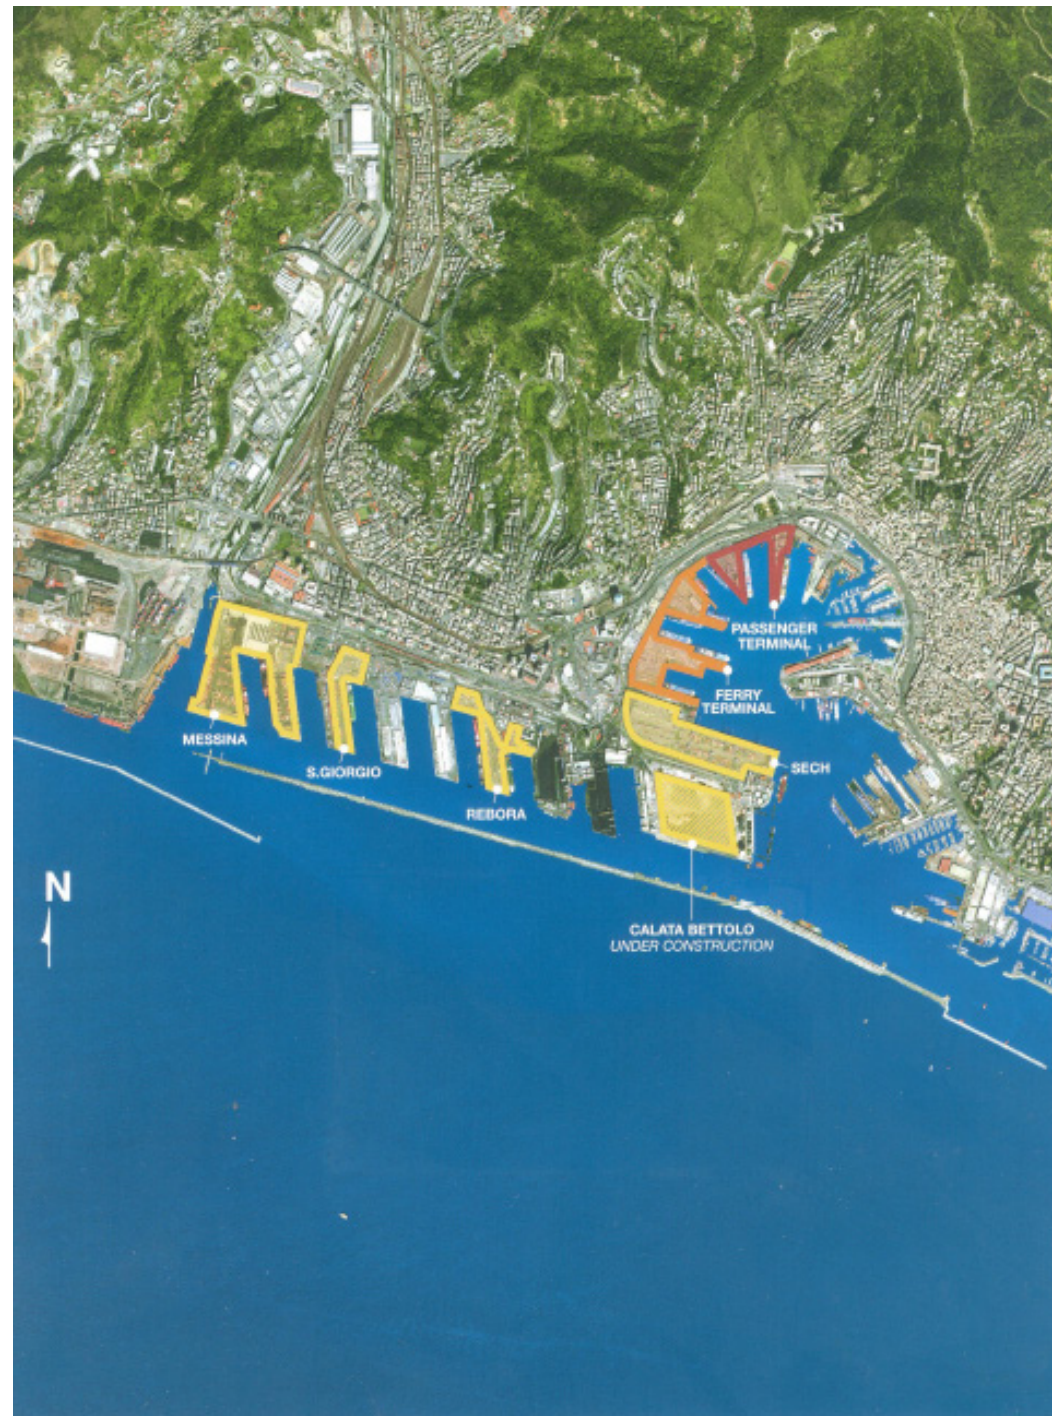 PASSENGER
TERMINAL
FERRY
TERMINAL
MESSINA
S.GIORGIO
SECH
REBORA
N
CALATA BETTOLO
UNDER CONSTRUCTION